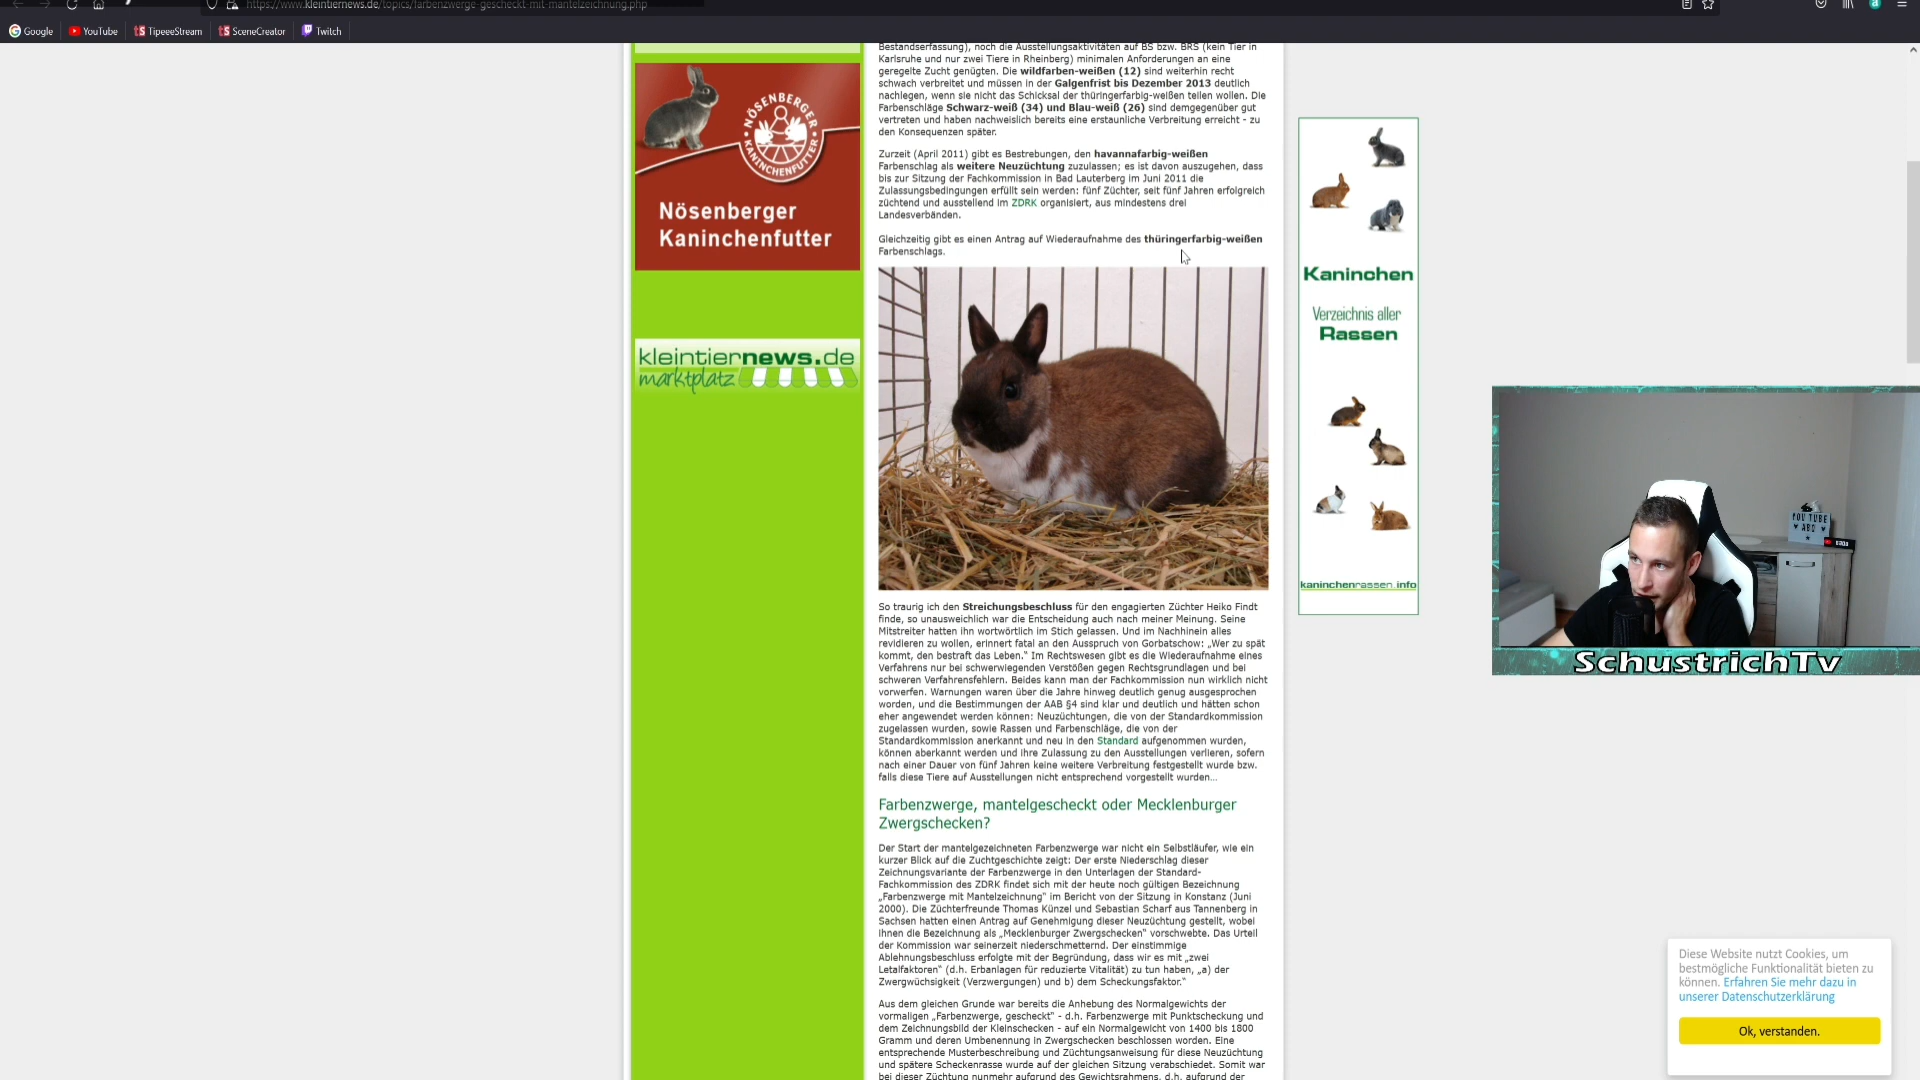 https://www.kleintiernews.de/topics/farbenzwerge-gescheckt-mit-mantelzeichnung.php
Google YouTube TipeeeStream SceneCreator Twitch
NÖSENBERGER
KANINCHENFUTTER
Nösenberger
Kaninchenfutter
kleintiernews.de
marktplatz
Bestandserfassung), noch die Ausstellungsaktivitäten auf BS bzw. BRS (kein Tier in
Karlsruhe und nur zwei Tiere in Rheinberg) minimalen Anforderungen an eine
geregelte Zucht genügten. Die wildfarben-weißen (12) sind weiterhin recht
schwach verbreitet und müssen in der Galgenfrist bis Dezember 2013 deutlich
nachlegen, wenn sie nicht das Schicksal der thüringerfarbig-weißen teilen wollen. Die
Farbenschläge Schwarz-weiß (34) und Blau-weiß (26) sind demgegenüber gut
vertreten und haben nachweislich bereits eine erstaunliche Verbreitung erreicht - zu
den Konsequenzen später.
Zurzeit (April 2011) gibt es Bestrebungen, den havannafarbig-weißen
Farbenschlag als weitere Neuzüchtung zuzulassen; es ist davon auszugehen, dass
bis zur Sitzung der Fachkommission in Bad Lauterberg im Juni 2011 die
Zulassungsbedingungen erfüllt sein werden: fünf Züchter, seit fünf Jahren erfolgreich
züchtend und ausstellend im ZDRK organisiert, aus mindestens drei
Landesverbänden.
Gleichzeitig gibt es einen Antrag auf Wiederaufnahme des thüringerfarbig-weißen
Farbenschlags.
So traurig ich den Streichungsbeschluss für den engagierten Züchter Heiko Findt
finde, so unausweichlich war die Entscheidung auch nach meiner Meinung. Seine
Mitstreiter hatten ihn wortwörtlich im Stich gelassen. Und im Nachhinein alles
revidieren zu wollen, erinnert fatal an den Ausspruch von Gorbatschow: „Wer zu spät
kommt, den bestraft das Leben.“ Im Rechtswesen gibt es die Wiederaufnahme eines
Verfahrens nur bei schwerwiegenden Verstößen gegen Rechtsgrundlagen und bei
schweren Verfahrensfehlern. Beides kann man der Fachkommission nun wirklich nicht
vorwerfen. Warnungen waren über die Jahre hinweg deutlich genug ausgesprochen
worden, und die Bestimmungen der AAB §4 sind klar und deutlich und hätten schon
eher angewendet werden können: Neuzüchtungen, die von der Standardkommission
zugelassen wurden, sowie Rassen und Farbenschläge, die von der
Standardkommission anerkannt und neu in den Standard aufgenommen wurden,
können aberkannt werden und ihre Zulassung zu den Ausstellungen verlieren, sofern
nach einer Dauer von fünf Jahren keine weitere Verbreitung festgestellt wurde bzw.
falls diese Tiere auf Ausstellungen nicht entsprechend vorgestellt wurden...
Farbenzwerge, mantelgescheckt oder Mecklenburger
Zwergschecken?
Der Start der mantelgezeichneten Farbenzwerge war nicht ein Selbstläufer, wie ein
kurzer Blick auf die Zuchtgeschichte zeigt: Der erste Niederschlag dieser
Zeichnungsvariante der Farbenzwerge in den Unterlagen der Standard-
Fachkommission des ZDRK findet sich mit der heute noch gültigen Bezeichnung
„Farbenzwerge mit Mantelzeichnung“ im Bericht von der Sitzung in Konstanz (Juni
2000). Die Züchterfreunde Thomas Künzel und Sebastian Scharf aus Tannenberg in
Sachsen hatten einen Antrag auf Genehmigung dieser Neuzüchtung gestellt, wobei
ihnen die Bezeichnung als „Mecklenburger Zwergschecken“ vorschwebte. Das Urteil
der Kommission war seinerzeit niederschmetternd. Der einstimmige
Ablehnungsbeschluss erfolgte mit der Begründung, dass wir es mit „zwei
Letalfaktoren“ (d.h. Erbanlagen für reduzierte Vitalität) zu tun haben, „a) der
Zwergwüchsigkeit (Verzwergungen) und b) dem Scheckungsfaktor.“
Aus dem gleichen Grunde war bereits die Anhebung des Normalgewichts der
vormaligen „Farbenzwerge, gescheckt“ - d.h. Farbenzwerge mit Punktscheckung und
dem Zeichnungsbild der Kleinschecken - auf ein Normalgewicht von 1400 bis 1800
Gramm und deren Umbenennung in Zwergschecken beschlossen worden. Eine
entsprechende Musterbeschreibung und Züchtungsanweisung für diese Neuzüchtung
und spätere Scheckenrasse wurde auf der gleichen Sitzung verabschiedet. Somit war
bei dieser Züchtung nunmehr aufgrund des Gewichtsrahmens, d.h. aufgrund der
Kaninchen
Verzeichnis aller
Rassen
kaninchenrassen.info
YOU TUBE
ABO
SchustrichTv
Diese Website nutzt Cookies, um
bestmögliche Funktionalität bieten zu
können. Erfahren Sie mehr dazu in
unserer Datenschutzerklärung
Ok, verstanden.